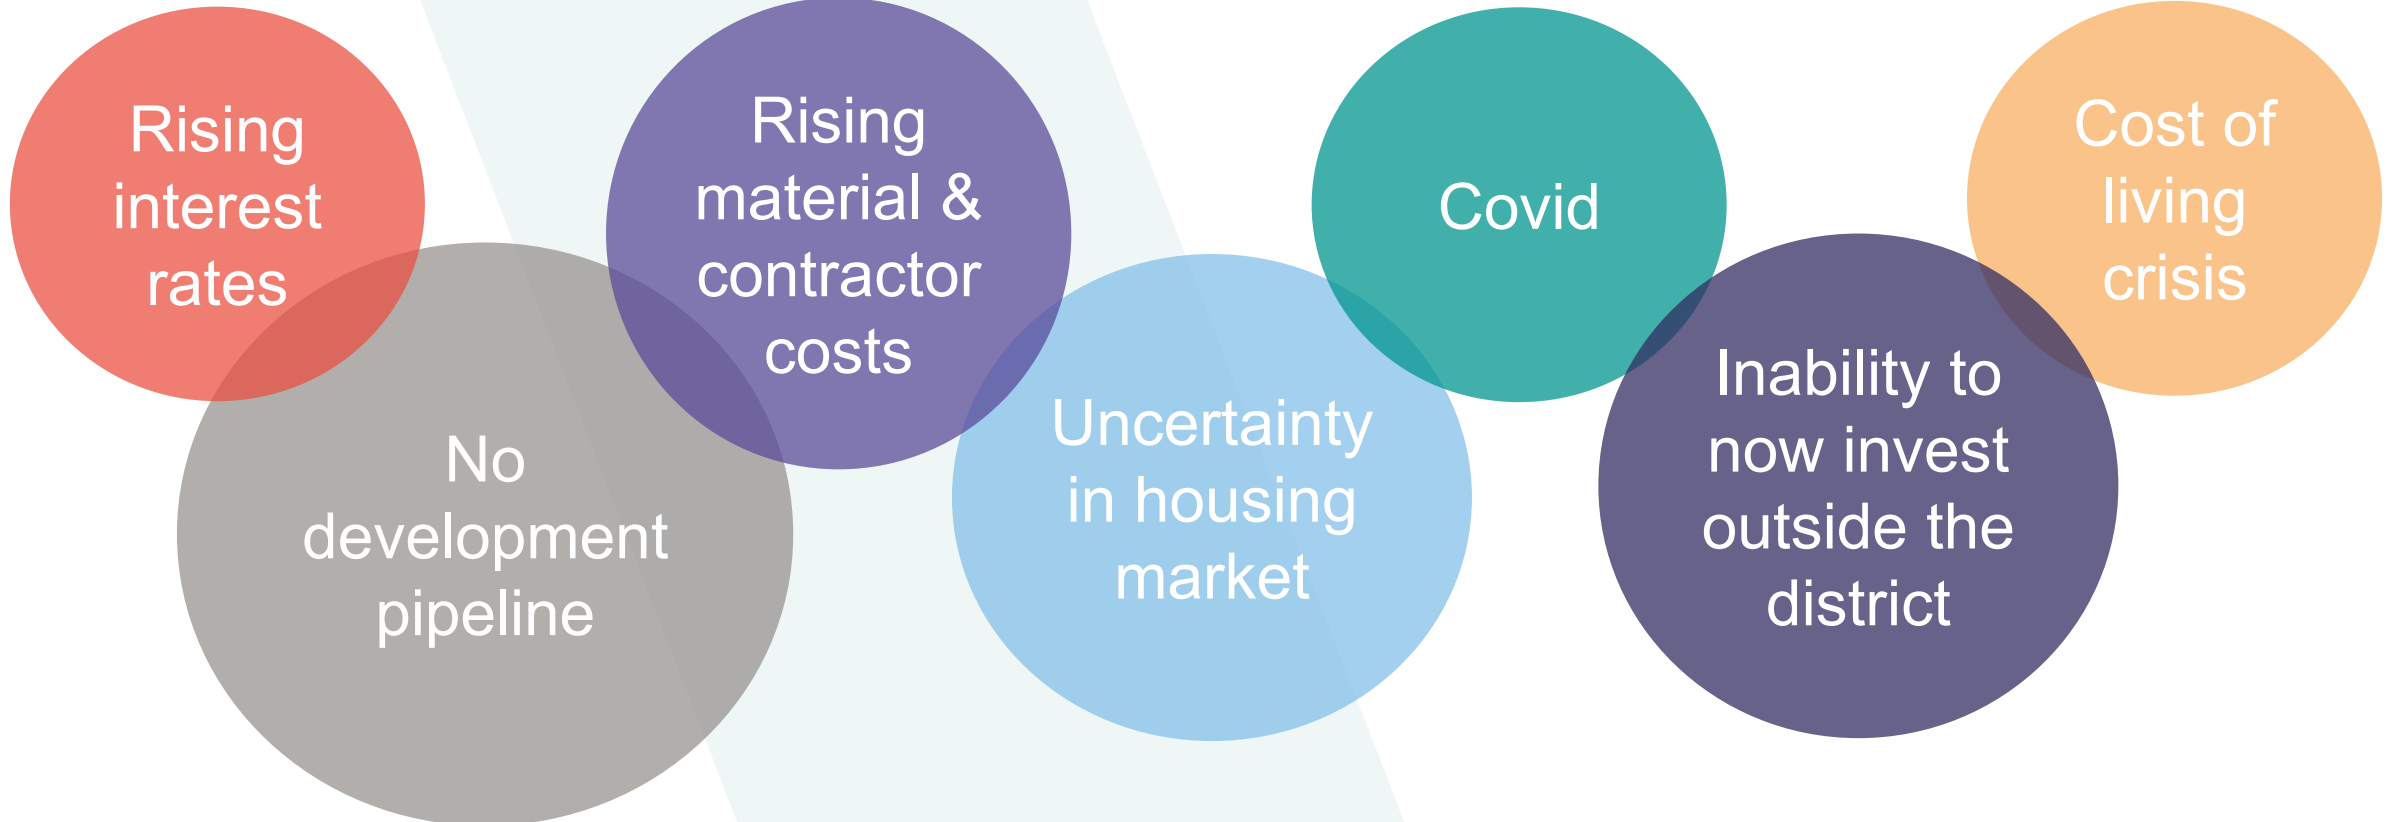 Rising
interest
rates
No
development
pipeline
Rising
material &
contractor
costs
Uncertainty
in housing
market
Covid
Inability to
now invest
outside the
district
Cost of
living
crisis